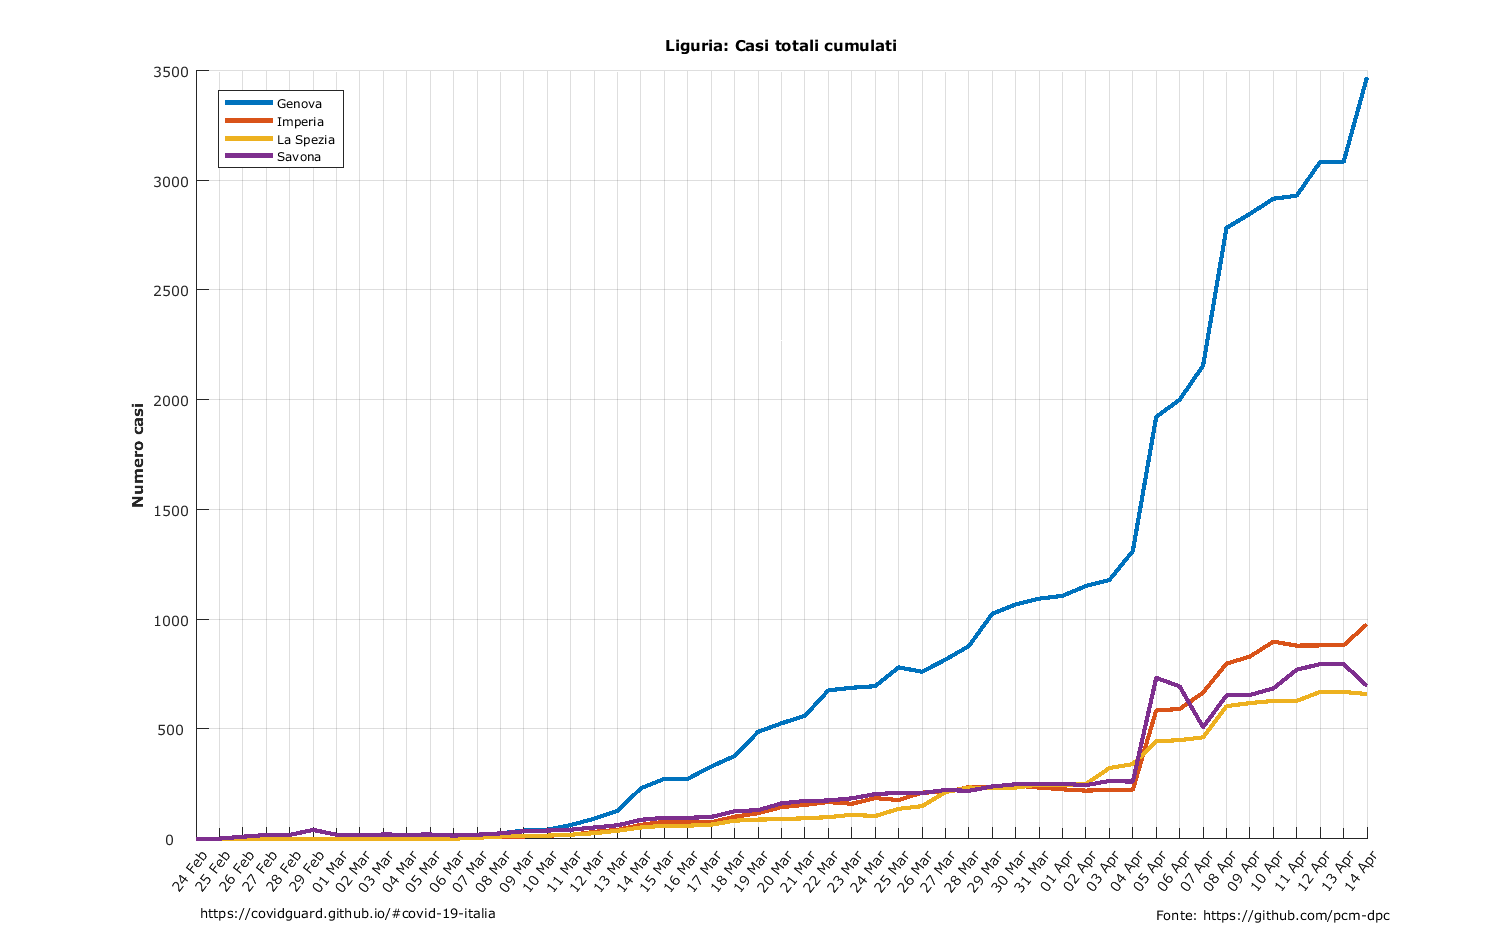 Liguria: Casi totali cumulati
3500
3000
2500
2000
1500
1000
500
0
Numero casi
Genova
Imperia
La Spezia
Savona
24 Feb
25 Feb
26 Feb
27 Feb
28 Feb
29 Feb
01 Mar
02 Mar
03 Mar
04 Mar
05 Mar
06 Mar
07 Mar
08 Mar
09 Mar
10 Mar
11 Mar
12 Mar
13 Mar
14 Mar
15 Mar
16 Mar
17 Mar
18 Mar
19 Mar
20 Mar
21 Mar
22 Mar
23 Mar
24 Mar
25 Mar
26 Mar
27 Mar
28 Mar
29 Mar
30 Mar
31 Mar
01 Apr
02 Apr
03 Apr
04 Apr
05 Apr
06 Apr
07 Apr
08 Apr
09 Apr
10 Apr
11 Apr
12 Apr
13 Apr
14 Apr
https://covidguard.github.io/#covid-19-italia
Fonte: https://github.com/pcm-dpc